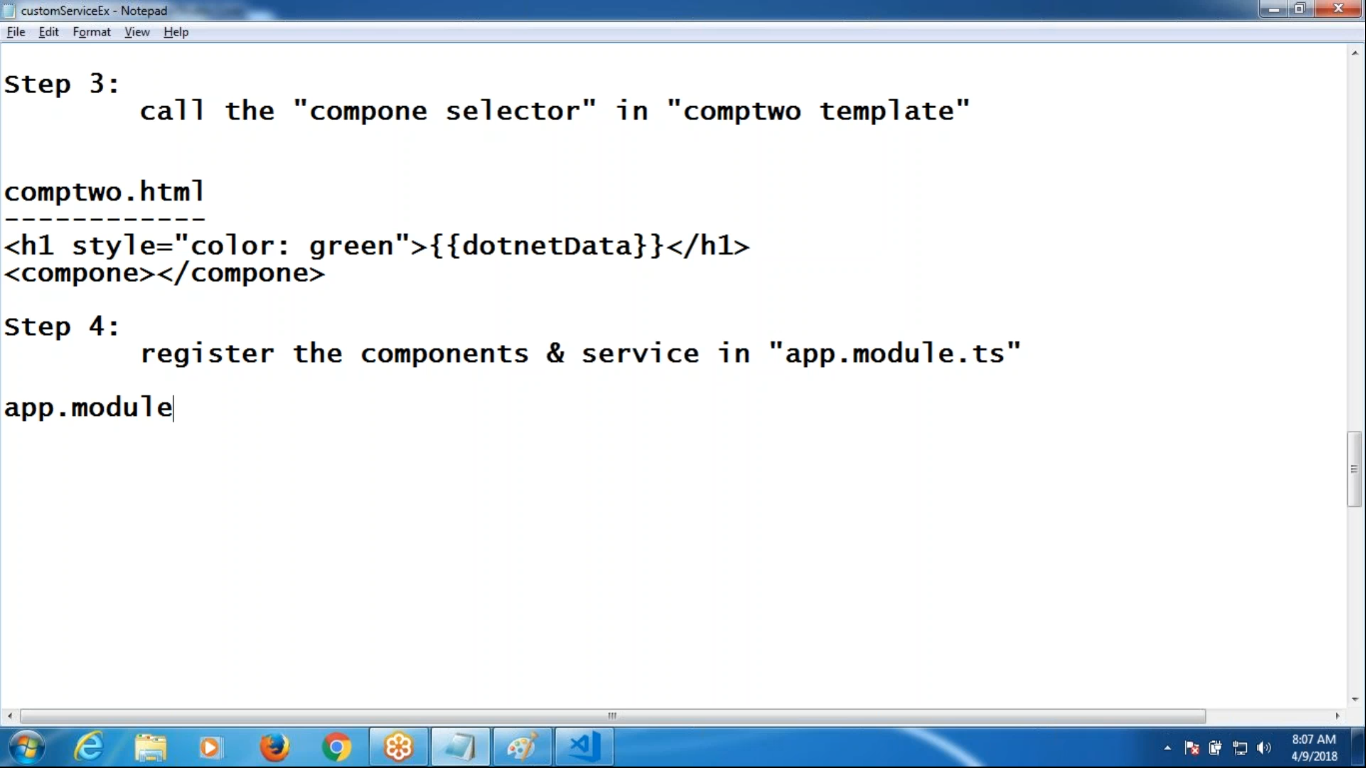 customServiceEx - Notepad
File Edit Format View Help
Step 3:
call the "compone selector" in "comptwo template"
comptwo.html
------------
<h1 style="color: green">{{dotnetData}}</h1>
<compone></compone>
Step 4:
register the components & service in "app.module.ts"
app.module
8:07 AM
4/9/2018